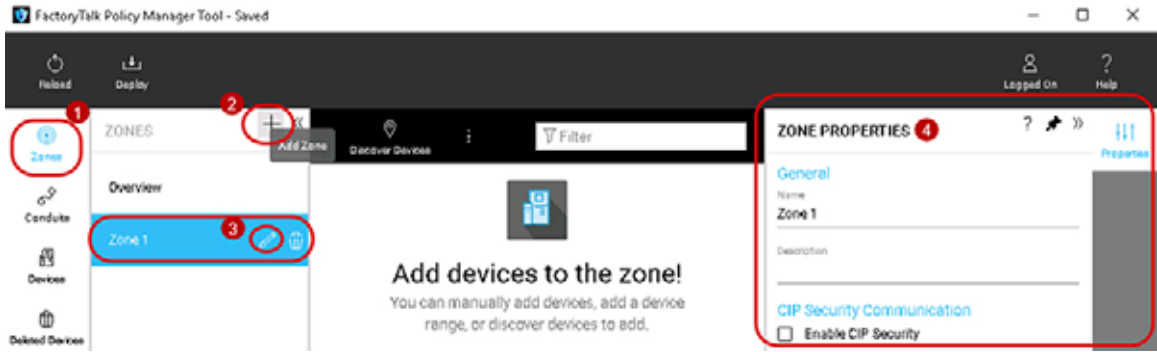 FactoryTalk Policy Manager Tool - Saved
Reload
Deploy
Logged On
?
Help
1
Zones
Conduits
Devices
Deleted Devices
ZONES
2
Add Zone
Overview
Zone 1
3
Discover Devices
Filter
Add devices to the zone!
You can manually add devices, add a device
range, or discover devices to add.
ZONE PROPERTIES 4
?
Properties
General
Name
Zone 1
Description
CIP Security Communication
Enable CIP Security